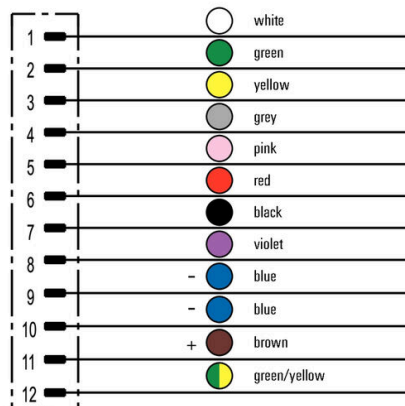 white
1
green
2
yellow
3
grey
4
pink
5
red
6
black
7
violet
8
- blue
9
- blue
10
+ brown
11
green/yellow
12